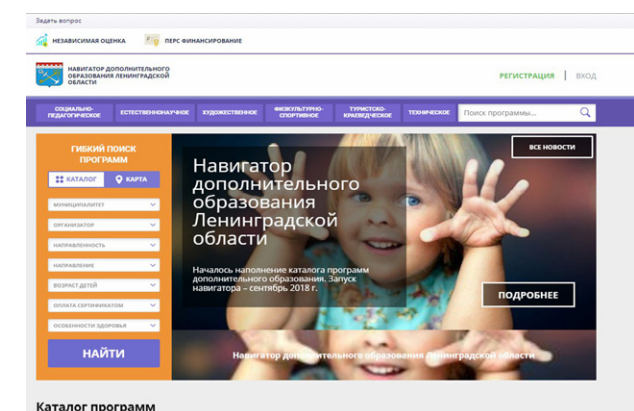 Задать вопрос
НЕЗАВИСИМАЯ ОЦЕНКА ПЕРС ФИНАНСИРОВАНИЕ
НАВИГАТОР ДОПОЛНИТЕЛЬНОГО
ОБРАЗОВАНИЯ ЛЕНИНГРАДСКОЙ
ОБЛАСТИ
РЕГИСТРАЦИЯ | ВХОД
СОЦИАЛЬНО-
ПЕДАГОГИЧЕСКОЕ
ЕСТЕСТВЕННОНАУЧНОЕ
ХУДОЖЕСТВЕННОЕ
ФИЗКУЛЬТУРНО-
СПОРТИВНОЕ
ТУРИСТСКО-
КРАЕВЕДЧЕСКОЕ
ТЕХНИЧЕСКОЕ
Поиск программы...
ГИБКИЙ ПОИСК
ПРОГРАММ
КАТАЛОГ КАРТА
МУНИЦИПАЛИТЕТ
ОРГАНИЗАТОР
НАПРАВЛЕННОСТЬ
НАПРАВЛЕНИЕ
ВОЗРАСТ ДЕТЕЙ
ОПЛАТА СЕРТИФИКАТОМ
ОСОБЕННОСТИ ЗДОРОВЬЯ
НАЙТИ
ВСЕ НОВОСТИ
Навигатор
дополнительного
образования
Ленинградской
области
Началось наполнение каталога программ
дополнительного образования. Запуск
навигатора – сентябрь 2018 г.
ПОДРОБНЕЕ
Навигатор дополнительного образования Ленинградской области
Каталог программ